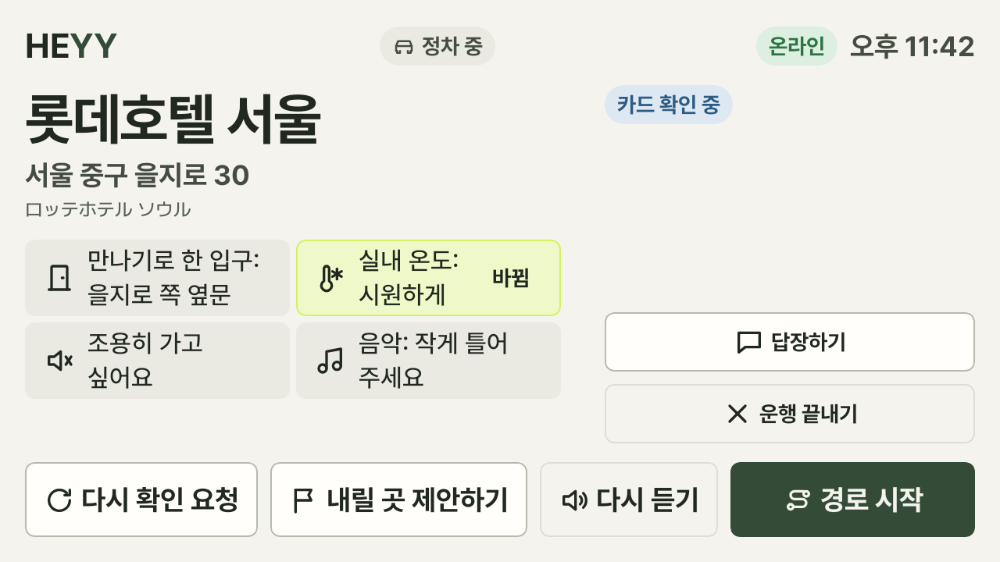 HEYY
정차 중
온라인
오후 11:42
롯데호텔 서울
카드 확인 중
서울 중구 을지로 30
ロッテホテル ソウル
만나기로 한 입구:
을지로 쪽 옆문
실내 온도:
시원하게
바뀜
조용히 가고
싶어요
음악: 작게 틀어
주세요
답장하기
운행 끝내기
다시 확인 요청
내릴 곳 제안하기
다시 듣기
경로 시작